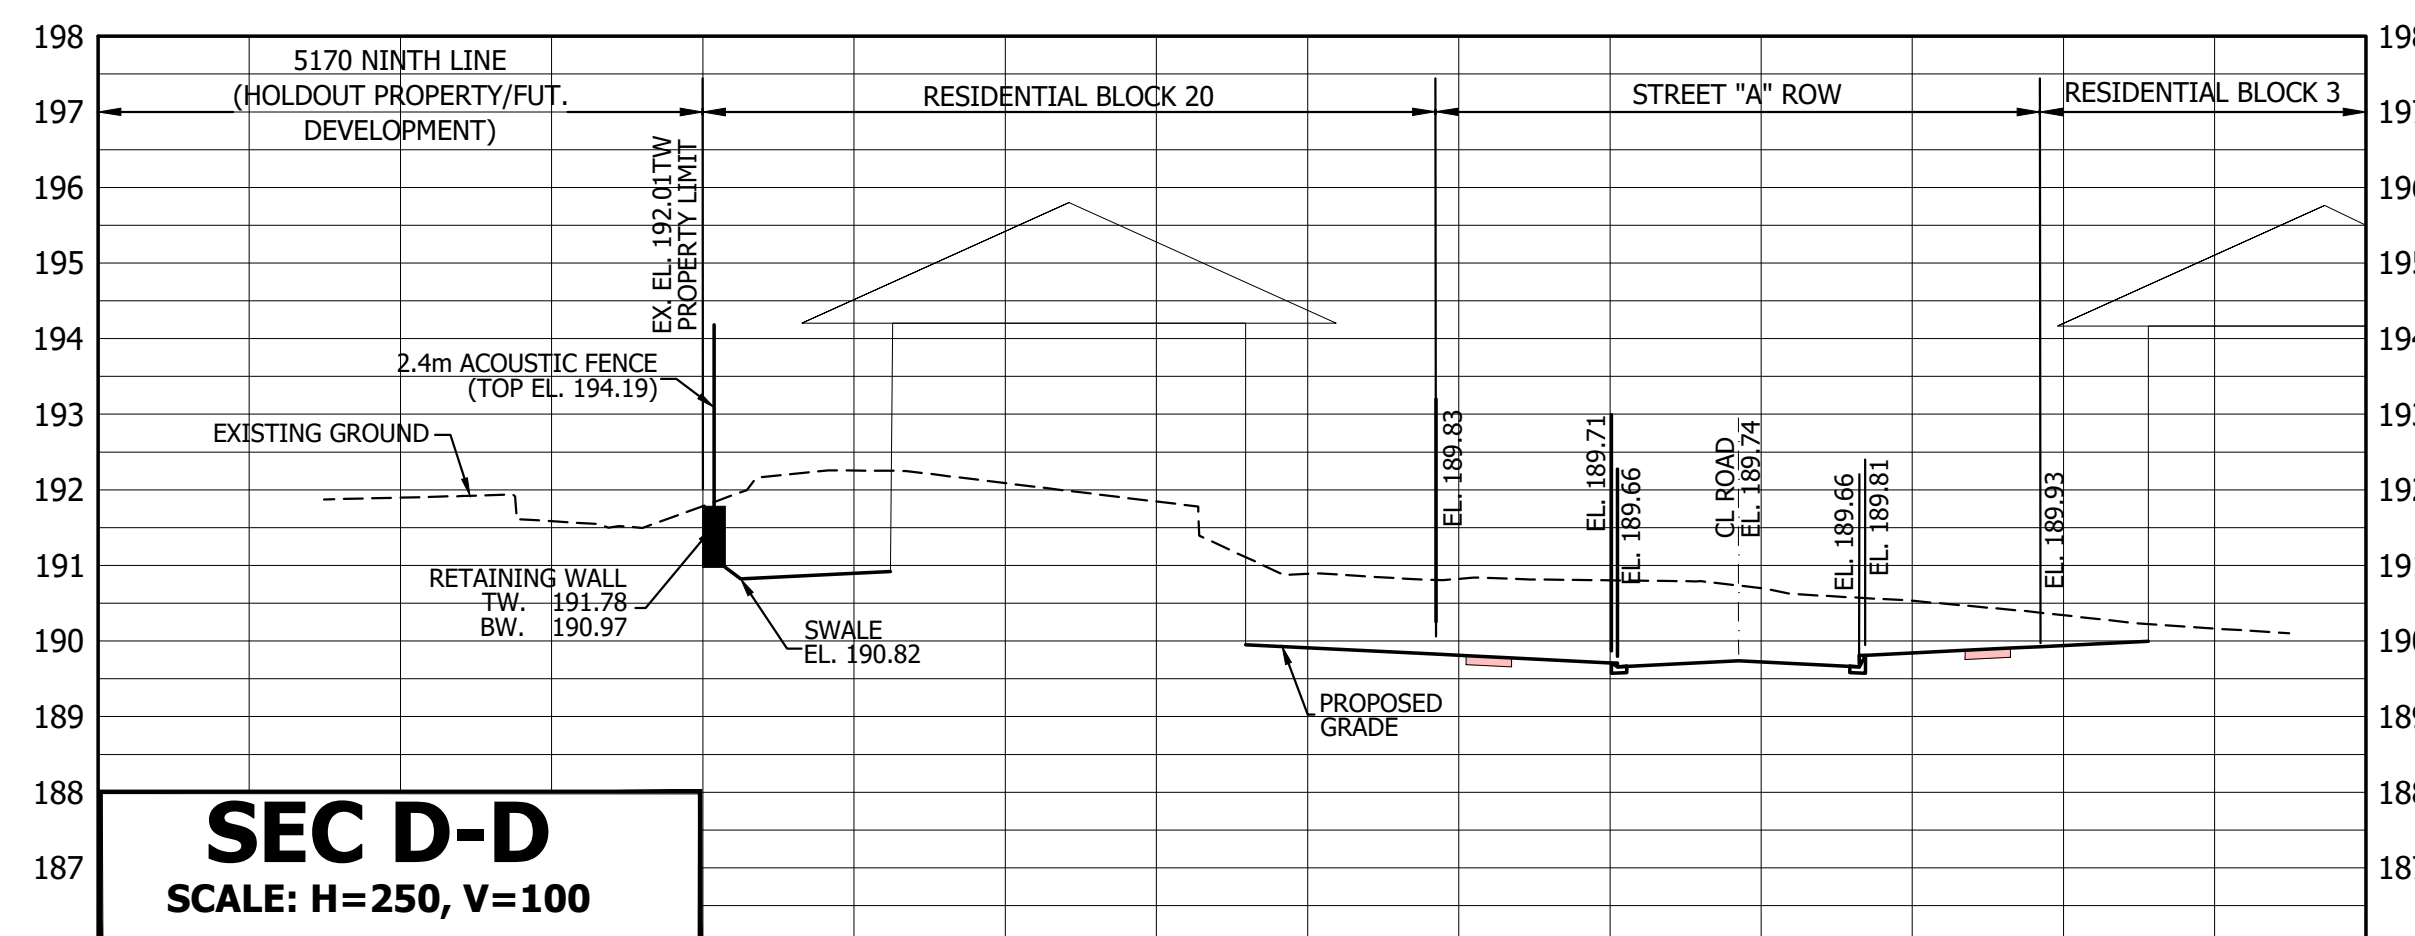 198
197
196
195
194
193
192
191
190
189
188
187
5170 NINTH LINE
(HOLDOUT PROPERTY/FUT.
DEVELOPMENT)
RESIDENTIAL BLOCK 20
STREET "A" ROW
RESIDENTIAL BLOCK 3
EX. EL. 192.01TW
PROPERTY LIMIT
2.4m ACOUSTIC FENCE
(TOP EL. 194.19)
EXISTING GROUND
RETAINING WALL
TW. 191.78
BW. 190.97
SWALE
EL. 190.82
EL. 189.83
EL. 189.71
EL. 189.66
CL ROAD
EL. 189.74
EL. 189.66
EL. 189.81
EL. 189.93
PROPOSED
GRADE
SEC D-D
SCALE: H=250, V=100